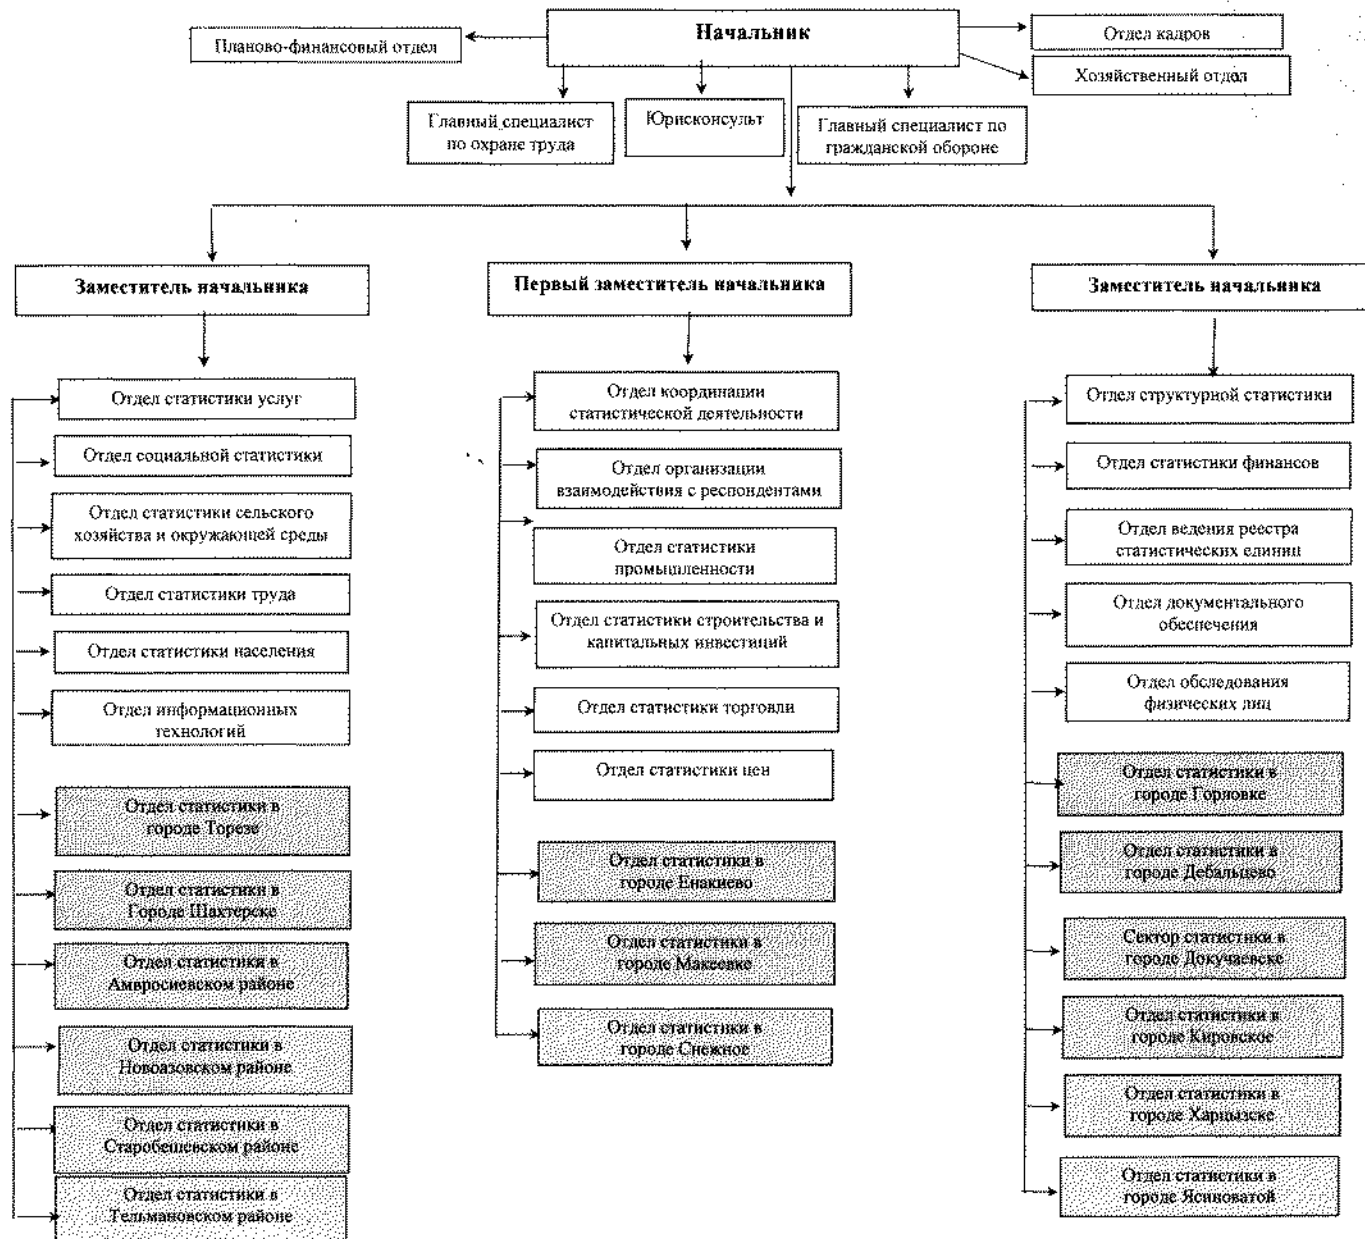 Начальник
Планово-финансовый отдел
Отдел кадров
Хозяйственный отдел
Главный специалист
по охране труда
Юрисконсульт
Главный специалист по
гражданской обороне
Заместитель начальника
Первый заместитель начальника
Заместитель начальника
Отдел статистики услуг
Отдел социальной статистики
Отдел статистики сельского
хозяйства и окружающей среды
Отдел статистики труда
Отдел статистики населения
Отдел информационных
технологий
Отдел статистики в
городе Торезе
Отдел статистики в
Городе Шахтерске
Отдел статистики в
Амвросиевском районе
Отдел статистики в
Новоазовском районе
Отдел статистики в
Старобешевском районе
Отдел статистики в
Тельмановском районе
Отдел координации
статистической деятельности
Отдел организации
взаимодействия с респондентами
Отдел статистики
промышленности
Отдел статистики строительства и
капитальных инвестиций
Отдел статистики торговли
Отдел статистики цен
Отдел статистики в
городе Енакиево
Отдел статистики в
городе Макеевке
Отдел статистики в
городе Снежное
Отдел структурной статистики
Отдел статистики финансов
Отдел ведения реестра
статистических единиц
Отдел документального
обеспечения
Отдел обследования
физических лиц
Отдел статистики в
городе Горловке
Отдел статистики в
городе Дебальцево
Сектор статистики в
городе Докучаевске
Отдел статистики в
городе Кировское
Отдел статистики в
городе Харцызске
Отдел статистики в
городе Ясиноватой